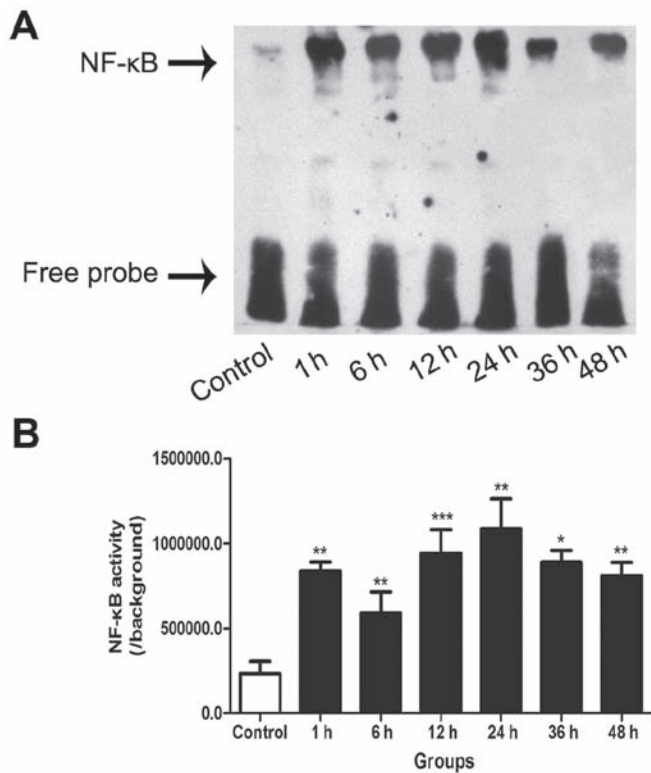 A
NF-κB
Free probe
Control 1 h 6 h 12 h 24 h 36 h 48 h
B
NF-κB activity
(/background)
1500000.0
1000000.0
500000.0
0.0
** ** *** ** * **
Control 1 h 6 h 12 h 24 h 36 h 48 h
Groups